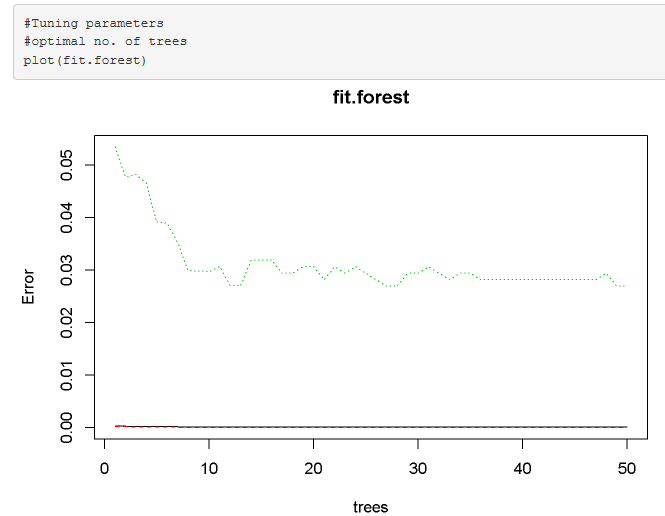 #Tuning parameters
#optimal no. of trees
plot(fit.forest)
fit.forest
0.05
0.04
0.03
0.02
0.01
0.00
Error
0 10 20 30 40 50
trees